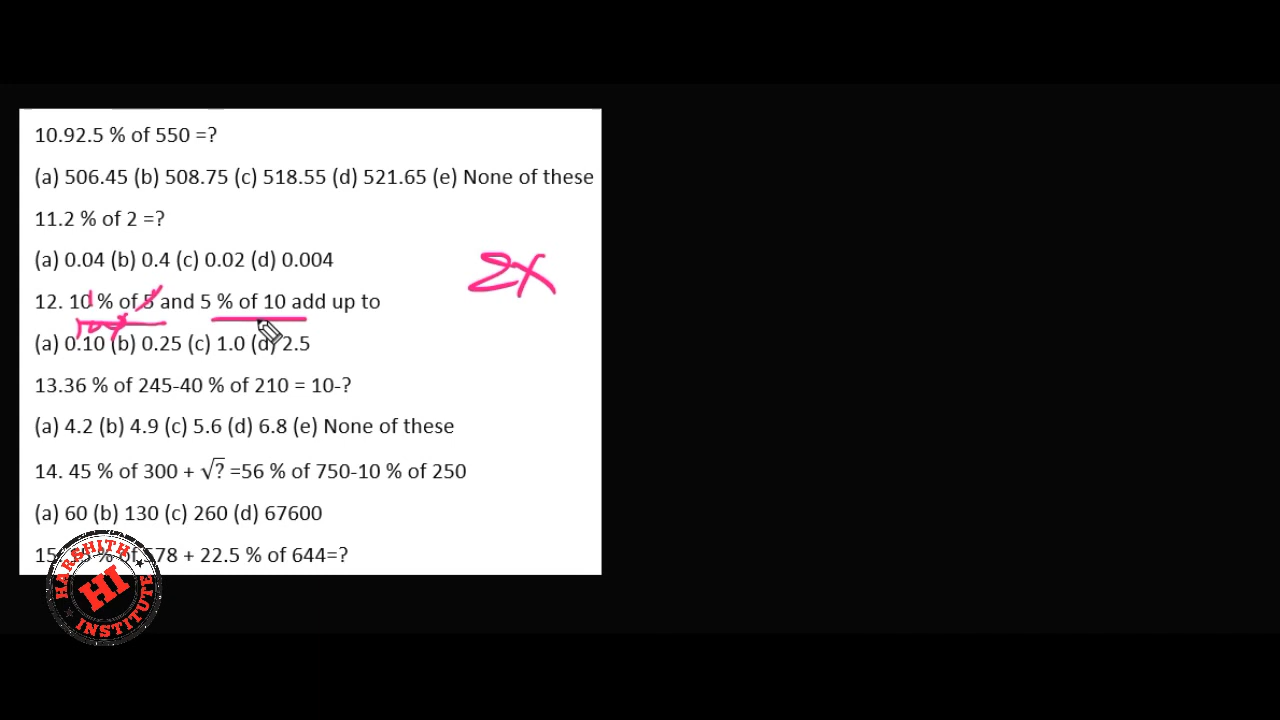 10.92.5 % of 550 =?
(a) 506.45 (b) 508.75 (c) 518.55 (d) 521.65 (e) None of these
11.2 % of 2 =?
(a) 0.04 (b) 0.4 (c) 0.02 (d) 0.004
2x
12. 10 % of 5 and 5 % of 10 add up to
(a) 0.10 (b) 0.25 (c) 1.0 (d) 2.5
13.36 % of 245-40 % of 210 = 10-?
(a) 4.2 (b) 4.9 (c) 5.6 (d) 6.8 (e) None of these
14. 45 % of 300 + √? =56 % of 750-10 % of 250
(a) 60 (b) 130 (c) 260 (d) 67600
15. % of 578 + 22.5 % of 644=?
HARSHITH
HI
INSTITUTE